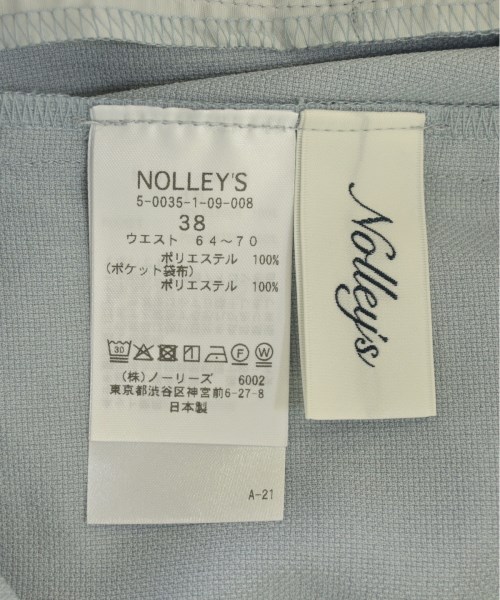 NOLLEY'S
5-0035-1-09-008
38
ウエスト 64～70
ポリエステル 100%
(ポケット袋布)
ポリエステル 100%
30 F W
(株)ノーリーズ 6002
東京都渋谷区神宮前6-27-8
日本製
A-21
Nolley's